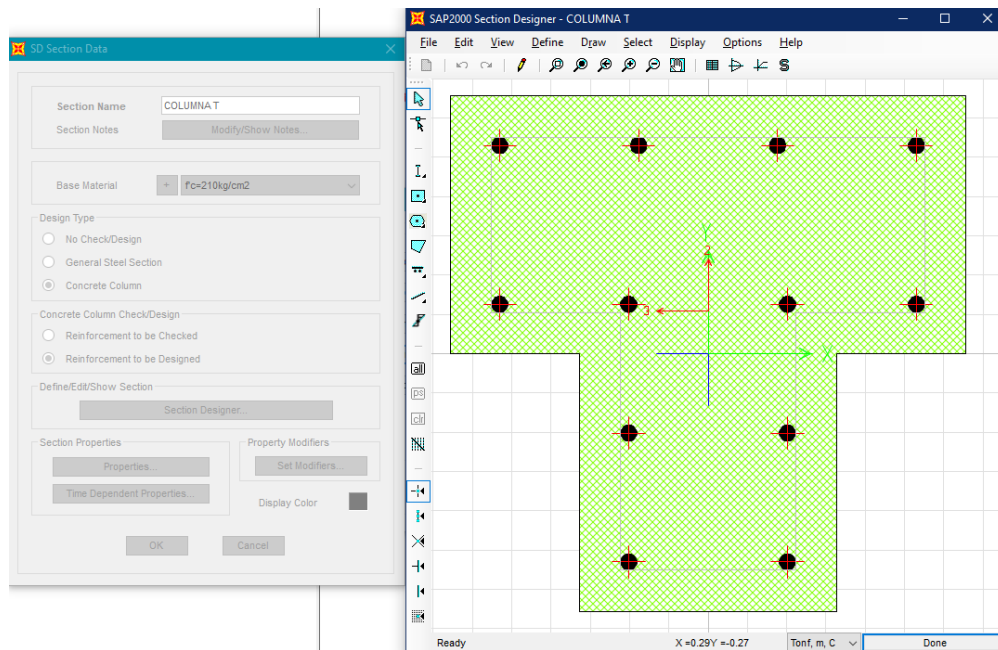 SD Section Data
Section Name
COLUMNA T
Section Notes
Modify/Show Notes...
Base Material
+
f'c=210kg/cm2
Design Type
No Check/Design
General Steel Section
Concrete Column
Concrete Column Check/Design
Reinforcement to be Checked
Reinforcement to be Designed
Define/Edit/Show Section
Section Designer...
Section Properties
Properties...
Time Dependent Properties...
Property Modifiers
Set Modifiers...
Display Color
OK
Cancel
SAP2000 Section Designer - COLUMNA T
File Edit View Define Draw Select Display Options Help
all
ps
clr
Y
2
3
X
Ready
X =0.29Y =-0.27
Tonf, m, C
Done